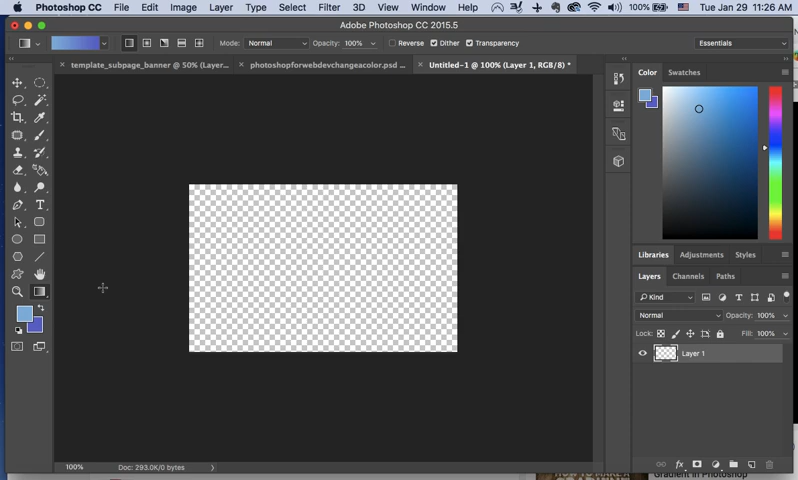 Photoshop CC File Edit Image Layer Type Select Filter 3D View Window Help 100% Tue Jan 29 11:26 AM
Adobe Photoshop CC 2015.5
Mode: Normal Opacity: 100% Reverse Dither Transparency Essentials
× template_subpage_banner @ 50% (Layer... × photoshopforwebdevchangeacolor.psd ... × Untitled-1 @ 100% (Layer 1, RGB/8) *
Color Swatches
T
Libraries Adjustments Styles
Layers Channels Paths
Kind T
Normal Opacity: 100%
Lock: Fill: 100%
Layer 1
100% Doc: 293.0K/0 bytes
fx
Gradient in Photoshop